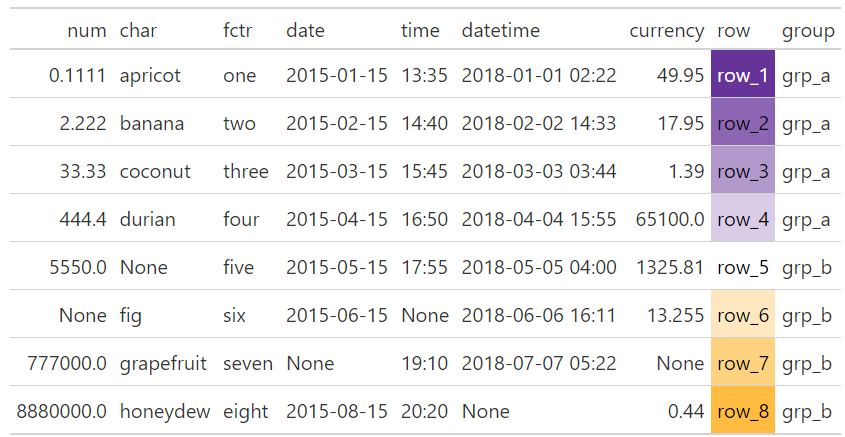 num char fctr date time datetime currency row group
0.1111 apricot one 2015-01-15 13:35 2018-01-01 02:22 49.95 row_1 grp_a
2.222 banana two 2015-02-15 14:40 2018-02-02 14:33 17.95 row_2 grp_a
33.33 coconut three 2015-03-15 15:45 2018-03-03 03:44 1.39 row_3 grp_a
444.4 durian four 2015-04-15 16:50 2018-04-04 15:55 65100.0 row_4 grp_a
5550.0 None five 2015-05-15 17:55 2018-05-05 04:00 1325.81 row_5 grp_b
None fig six 2015-06-15 None 2018-06-06 16:11 13.255 row_6 grp_b
777000.0 grapefruit seven None 19:10 2018-07-07 05:22 None row_7 grp_b
8880000.0 honeydew eight 2015-08-15 20:20 None 0.44 row_8 grp_b